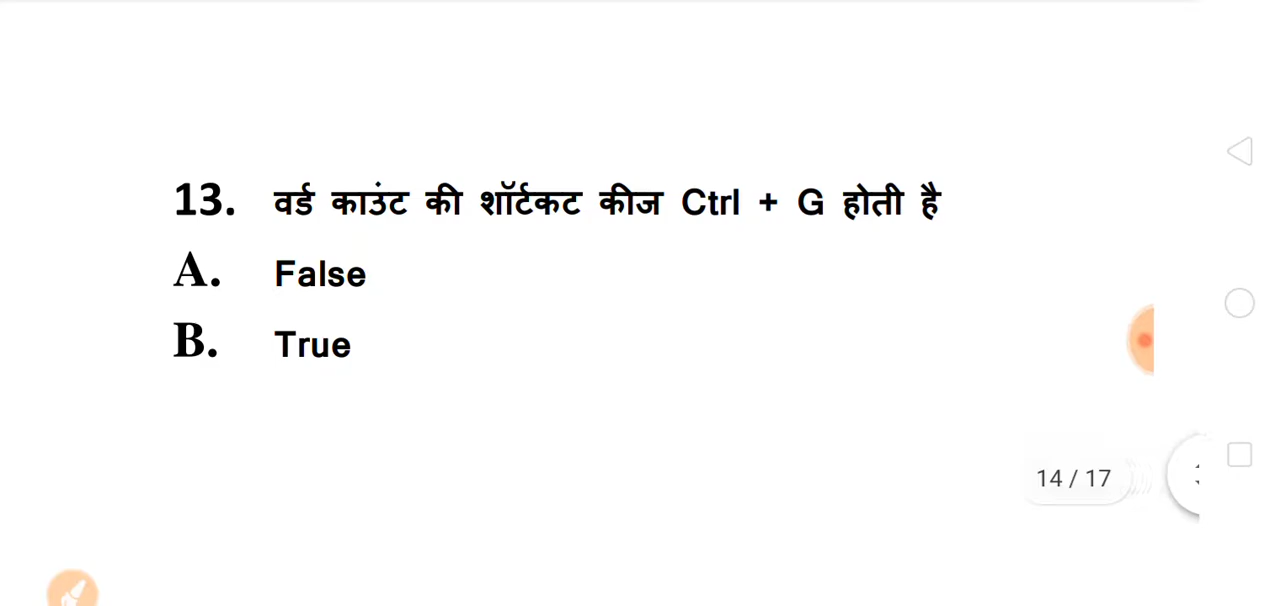 13. वर्ड काउंट की शॉर्टकट कीज Ctrl + G होती है
A. False
B. True
14 / 17